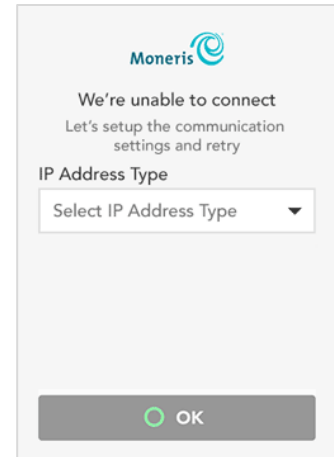 Moneris
We're unable to connect
Let's setup the communication
settings and retry
IP Address Type
Select IP Address Type
OK